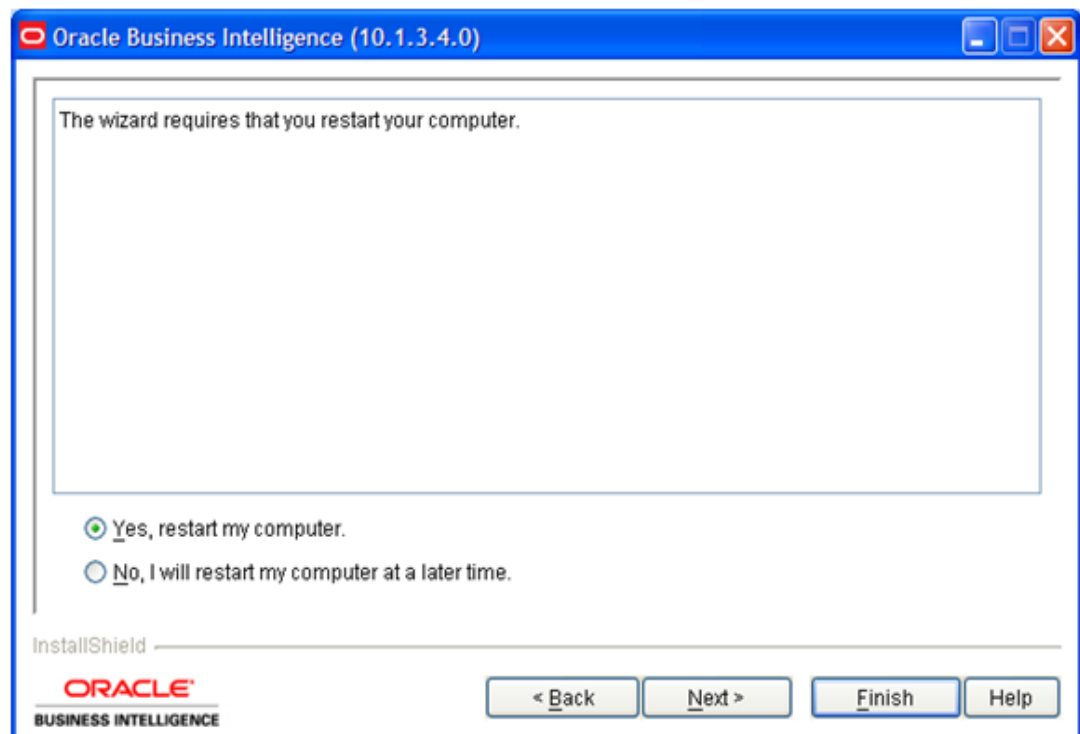 Oracle Business Intelligence (10.1.3.4.0)
The wizard requires that you restart your computer.
Yes, restart my computer.
No, I will restart my computer at a later time.
InstallShield
ORACLE
BUSINESS INTELLIGENCE
< Back
Next >
Finish
Help